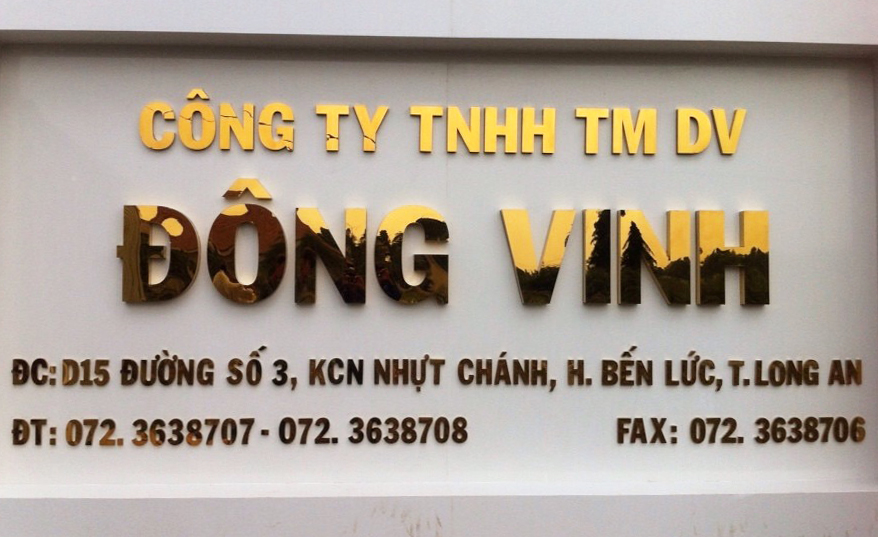 CÔNG TY TNHH TM DV
ĐÔNG VINH
ĐC: D15 ĐƯỜNG SỐ 3, KCN NHỰT CHÁNH, H. BẾN LỨC, T. LONG AN
ĐT: 072. 3638707 - 072. 3638708 FAX: 072. 3638706